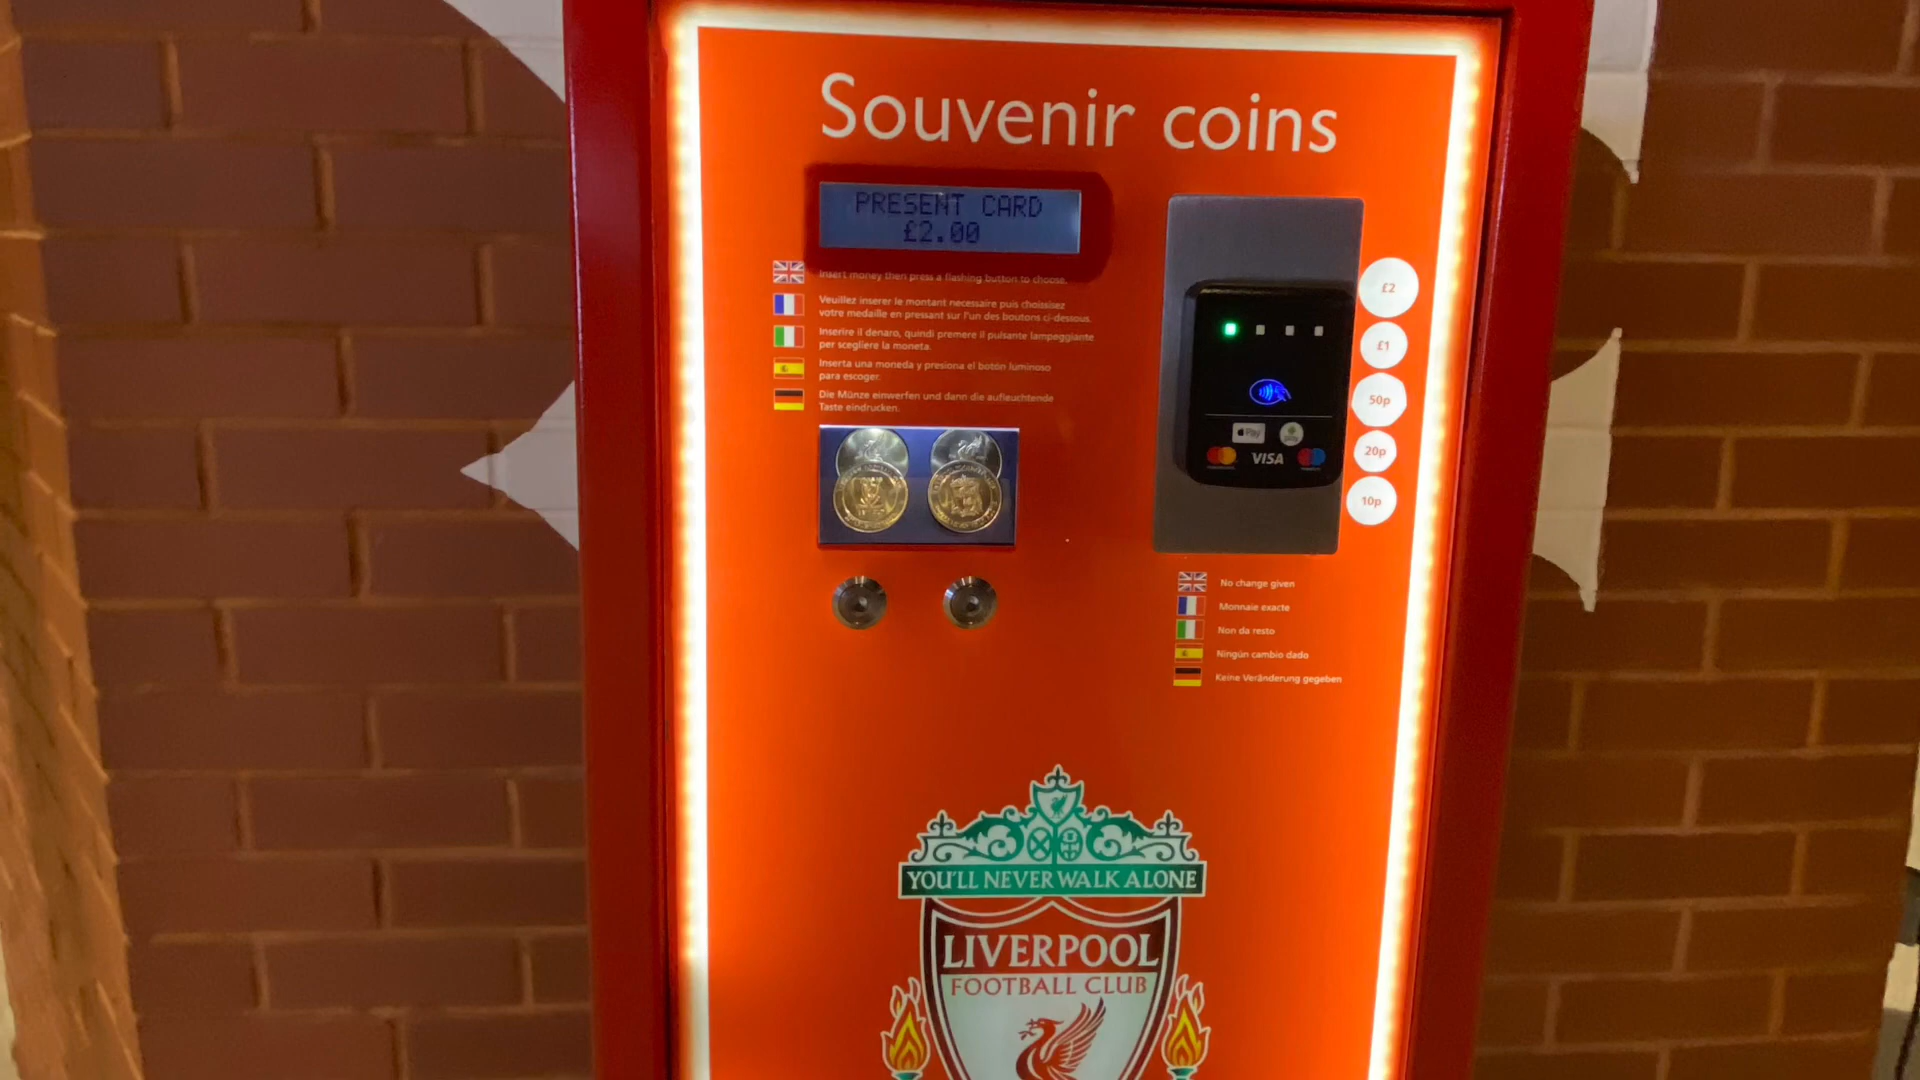 Souvenir coins
PRESENT CARD
£2.00
Insert money then press a flashing button to choose.
Veuillez inserer le montant necessaire puis choissisez
votre medaille en pressant sur l'un des boutons ci-dessous.
Inserire il denaro, quindi premere il pulsante lampeggiante
per scegliere la moneta.
Inserta una moneda y presiona el botón luminoso
para escoger.
Die Münze einwerfen und dann die aufleuchtende
Taste eindrucken.
£2
£1
50p
20p
10p
Pay
VISA
No change given
Monnaie exacte
Non da resto
Ningún cambio dado
Keine Veränderung gegeben
YOU'LL NEVER WALK ALONE
LIVERPOOL
FOOTBALL CLUB